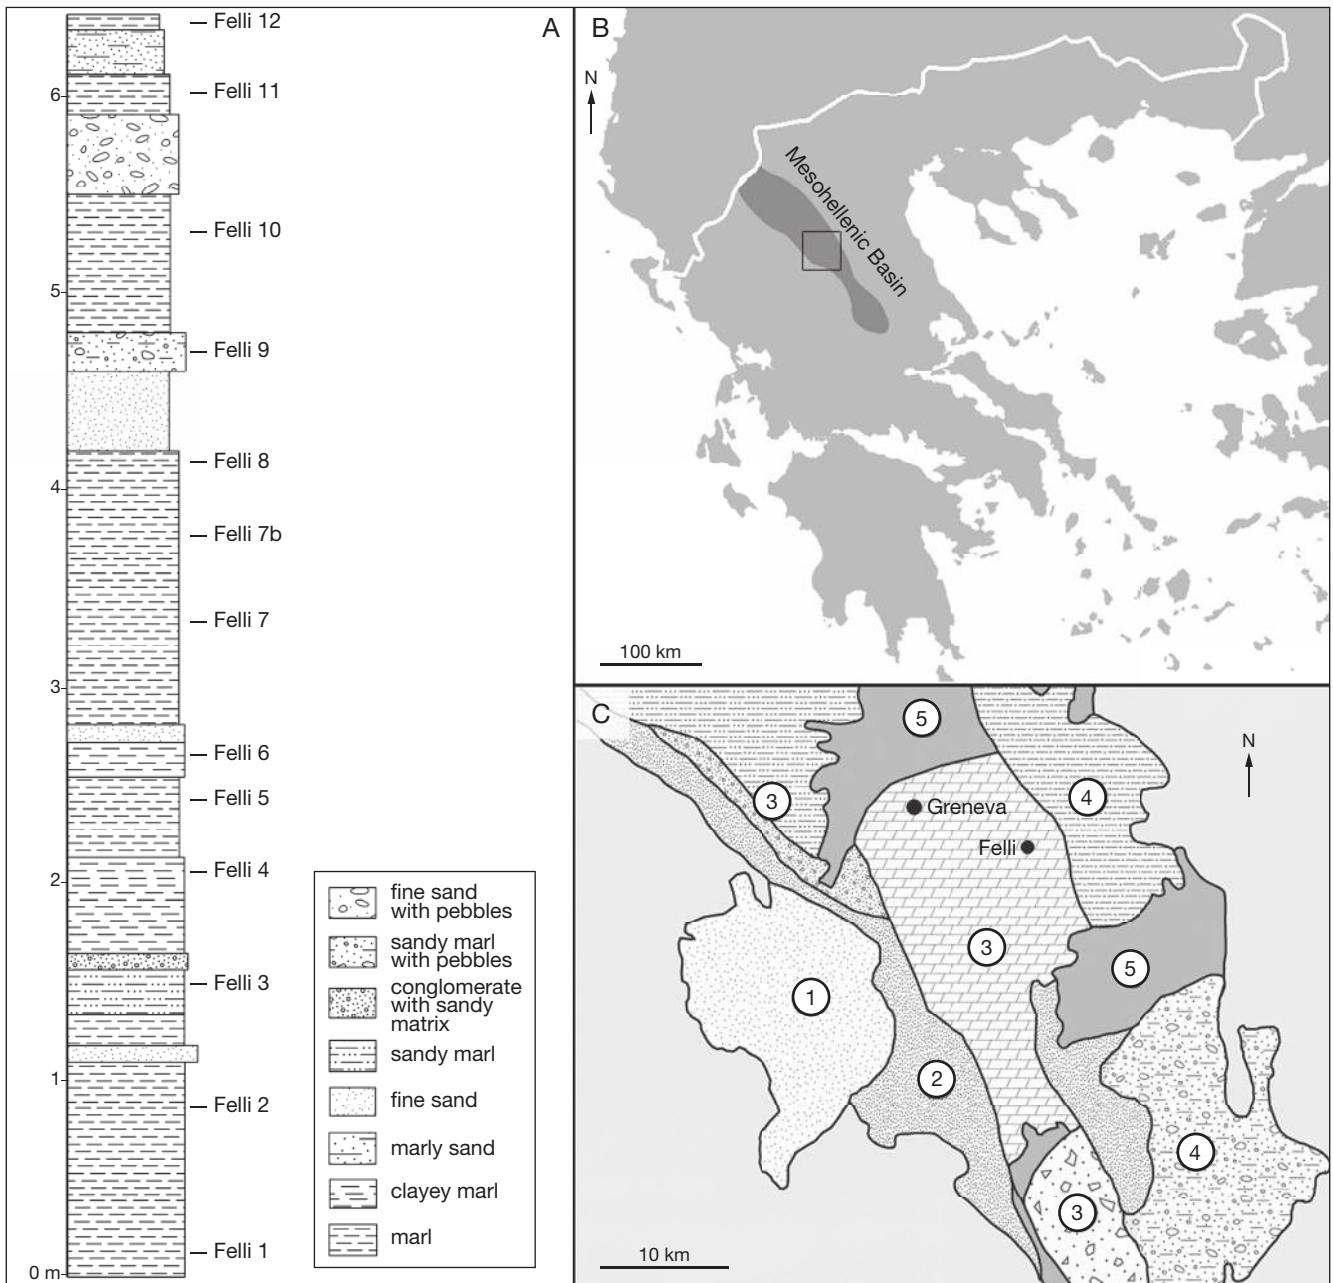 A
Felli 12
6
Felli 11
Felli 10
5
Felli 9
Felli 8
4
Felli 7b
Felli 7
3
Felli 6
Felli 5
2
Felli 4
Felli 3
1
Felli 2
Felli 1
0 m
fine sand
with pebbles
sandy marl
with pebbles
conglomerate
with sandy
matrix
sandy marl
fine sand
marly sand
clayey marl
marl
B
N
Mesohellenic Basin
100 km
C
N
5
3
4
Greneva
Felli
3
5
1
2
4
3
10 km